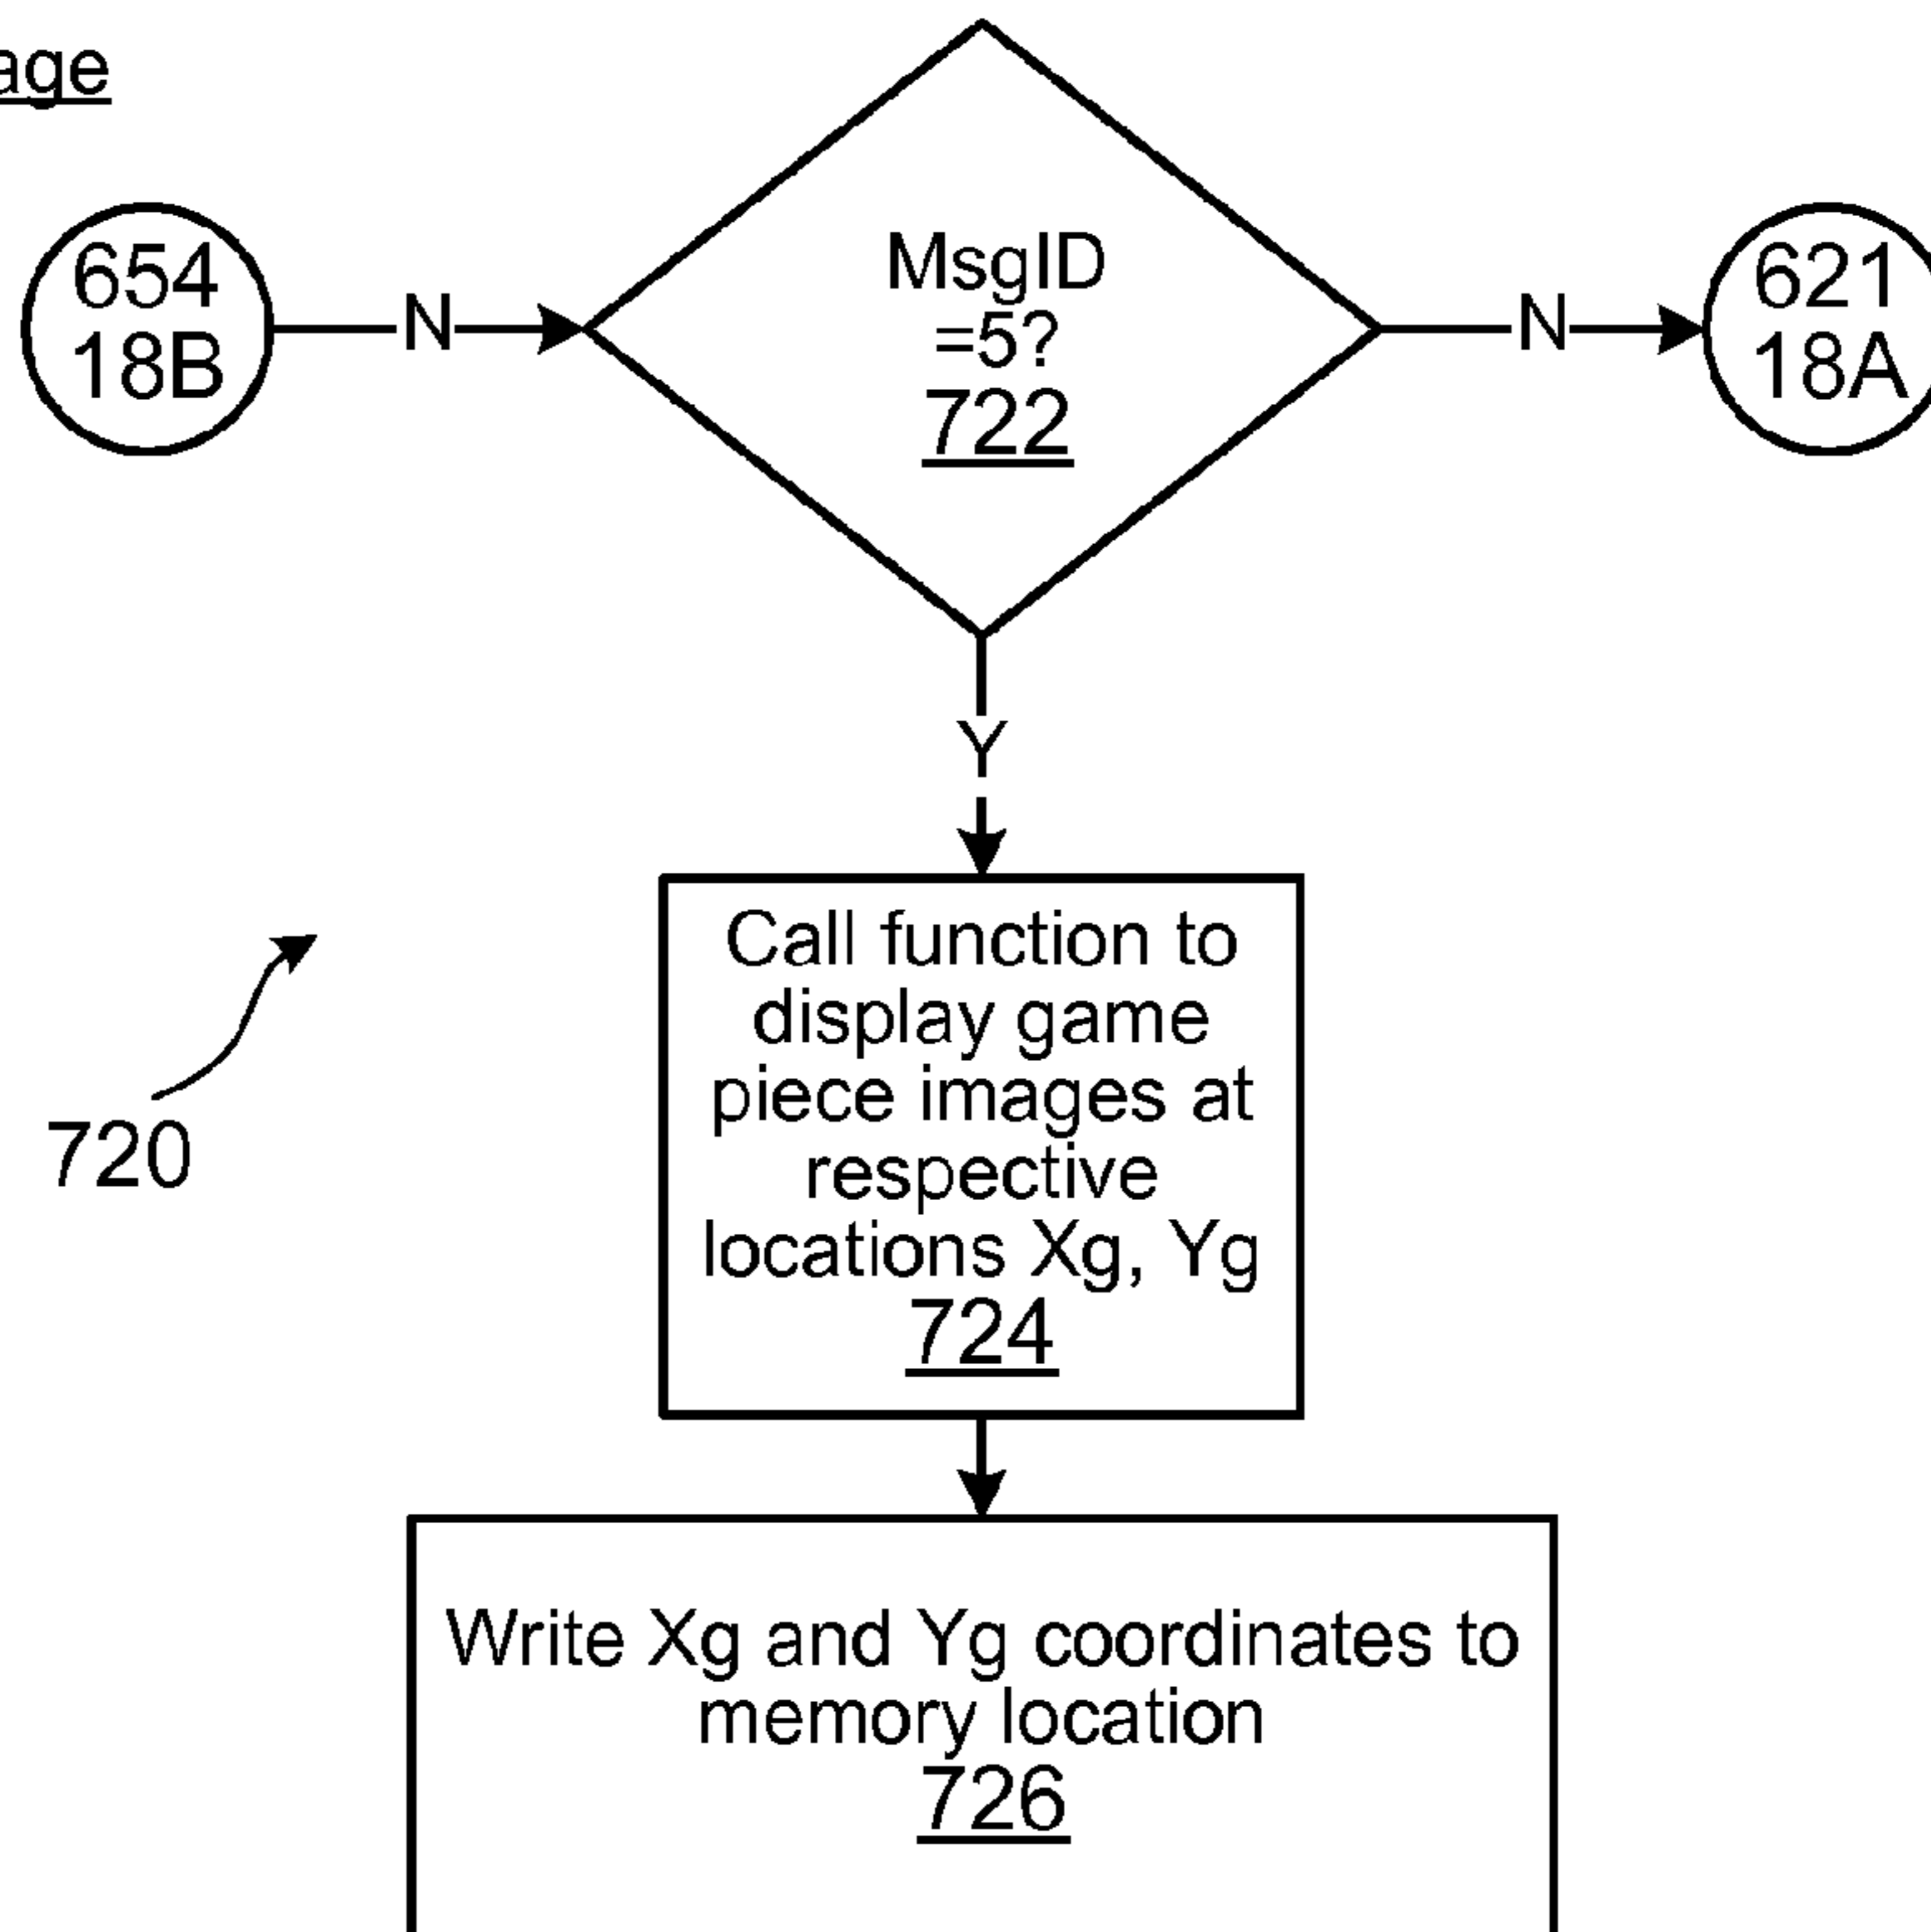 MsgID
=5?
722
654
18B
N
N
621
18A
Y
Call function to
display game
piece images at
respective
locations Xg, Yg
724
720
Write Xg and Yg coordinates to
memory location
726